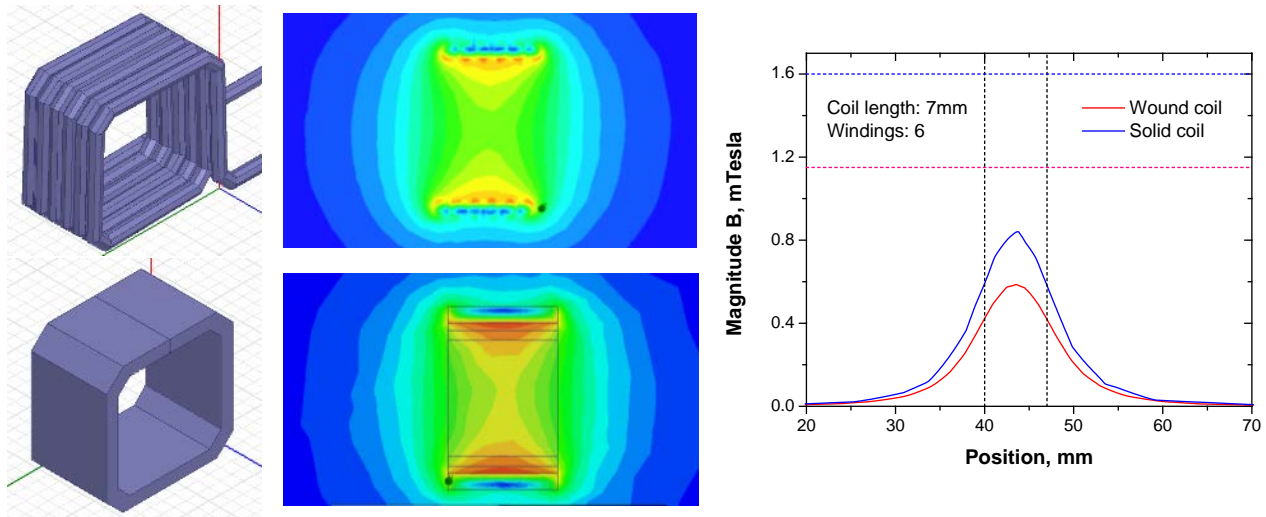 Coil length: 7mm
Windings: 6
Wound coil
Solid coil
Magnitude B, mTesla
1.6
1.2
0.8
0.4
0.0
20 30 40 50 60 70
Position, mm